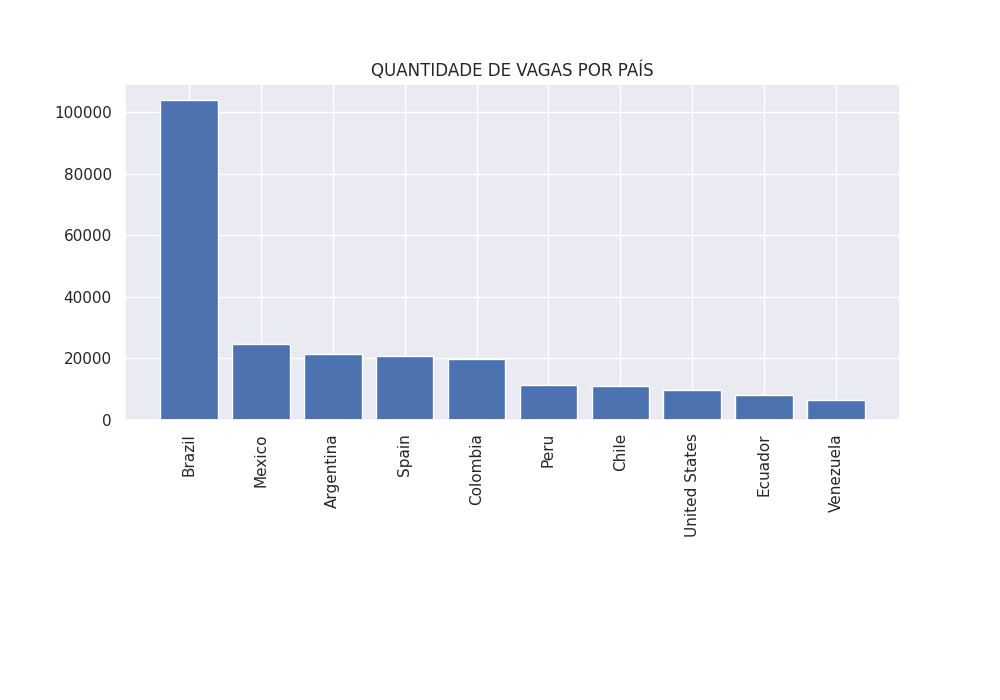 QUANTIDADE DE VAGAS POR PAÍS
100000
80000
60000
40000
20000
0
Brazil
Mexico
Argentina
Spain
Colombia
Peru
Chile
United States
Ecuador
Venezuela